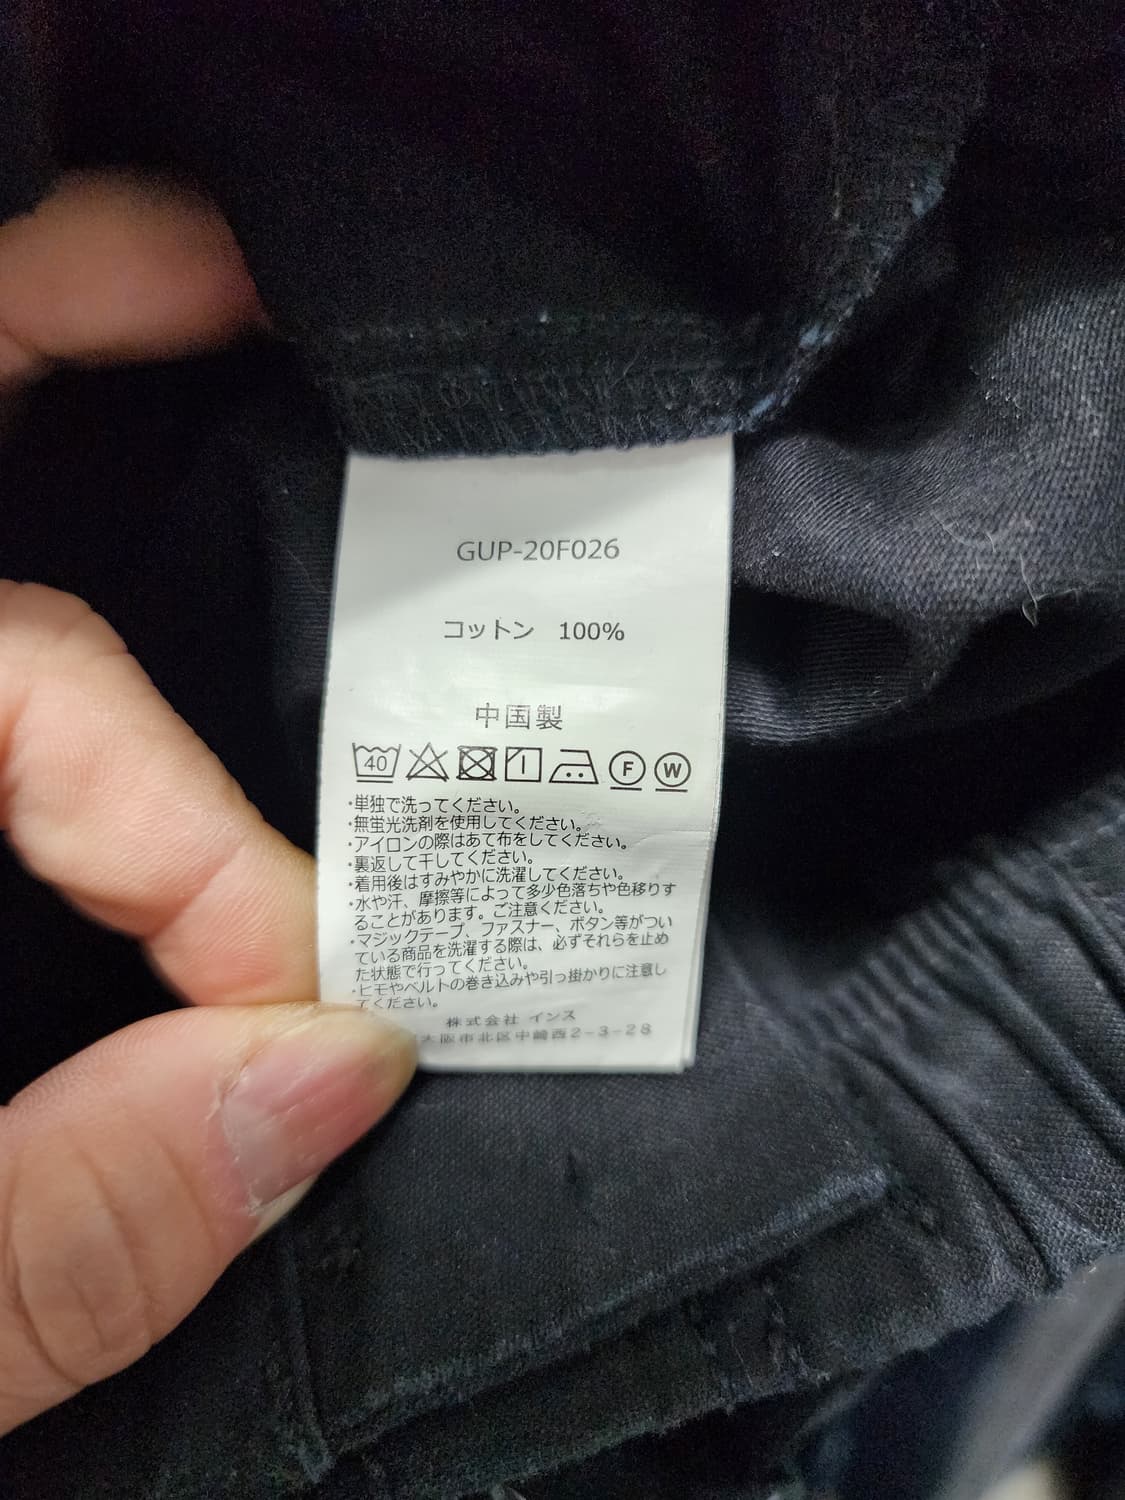 GUP-20F026
コットン 100%
中国製
40 F W
･単独で洗ってください。
･無蛍光洗剤を使用してください。
･アイロンの際はあて布をしてください。
･裏返して干してください。
･着用後はすみやかに洗濯してください。
･水や汗、摩擦等によって多少色落ちや色移りす
ることがあります。ご注意ください。
･マジックテープ、ファスナー、ボタン等がつい
ている商品を洗濯する際は、必ずそれらを止め
た状態で行ってください。
･ヒモやベルトの巻き込みや引っ掛かりに注意し
てください。
株式会社 インス
大阪市北区中崎西2-3-28